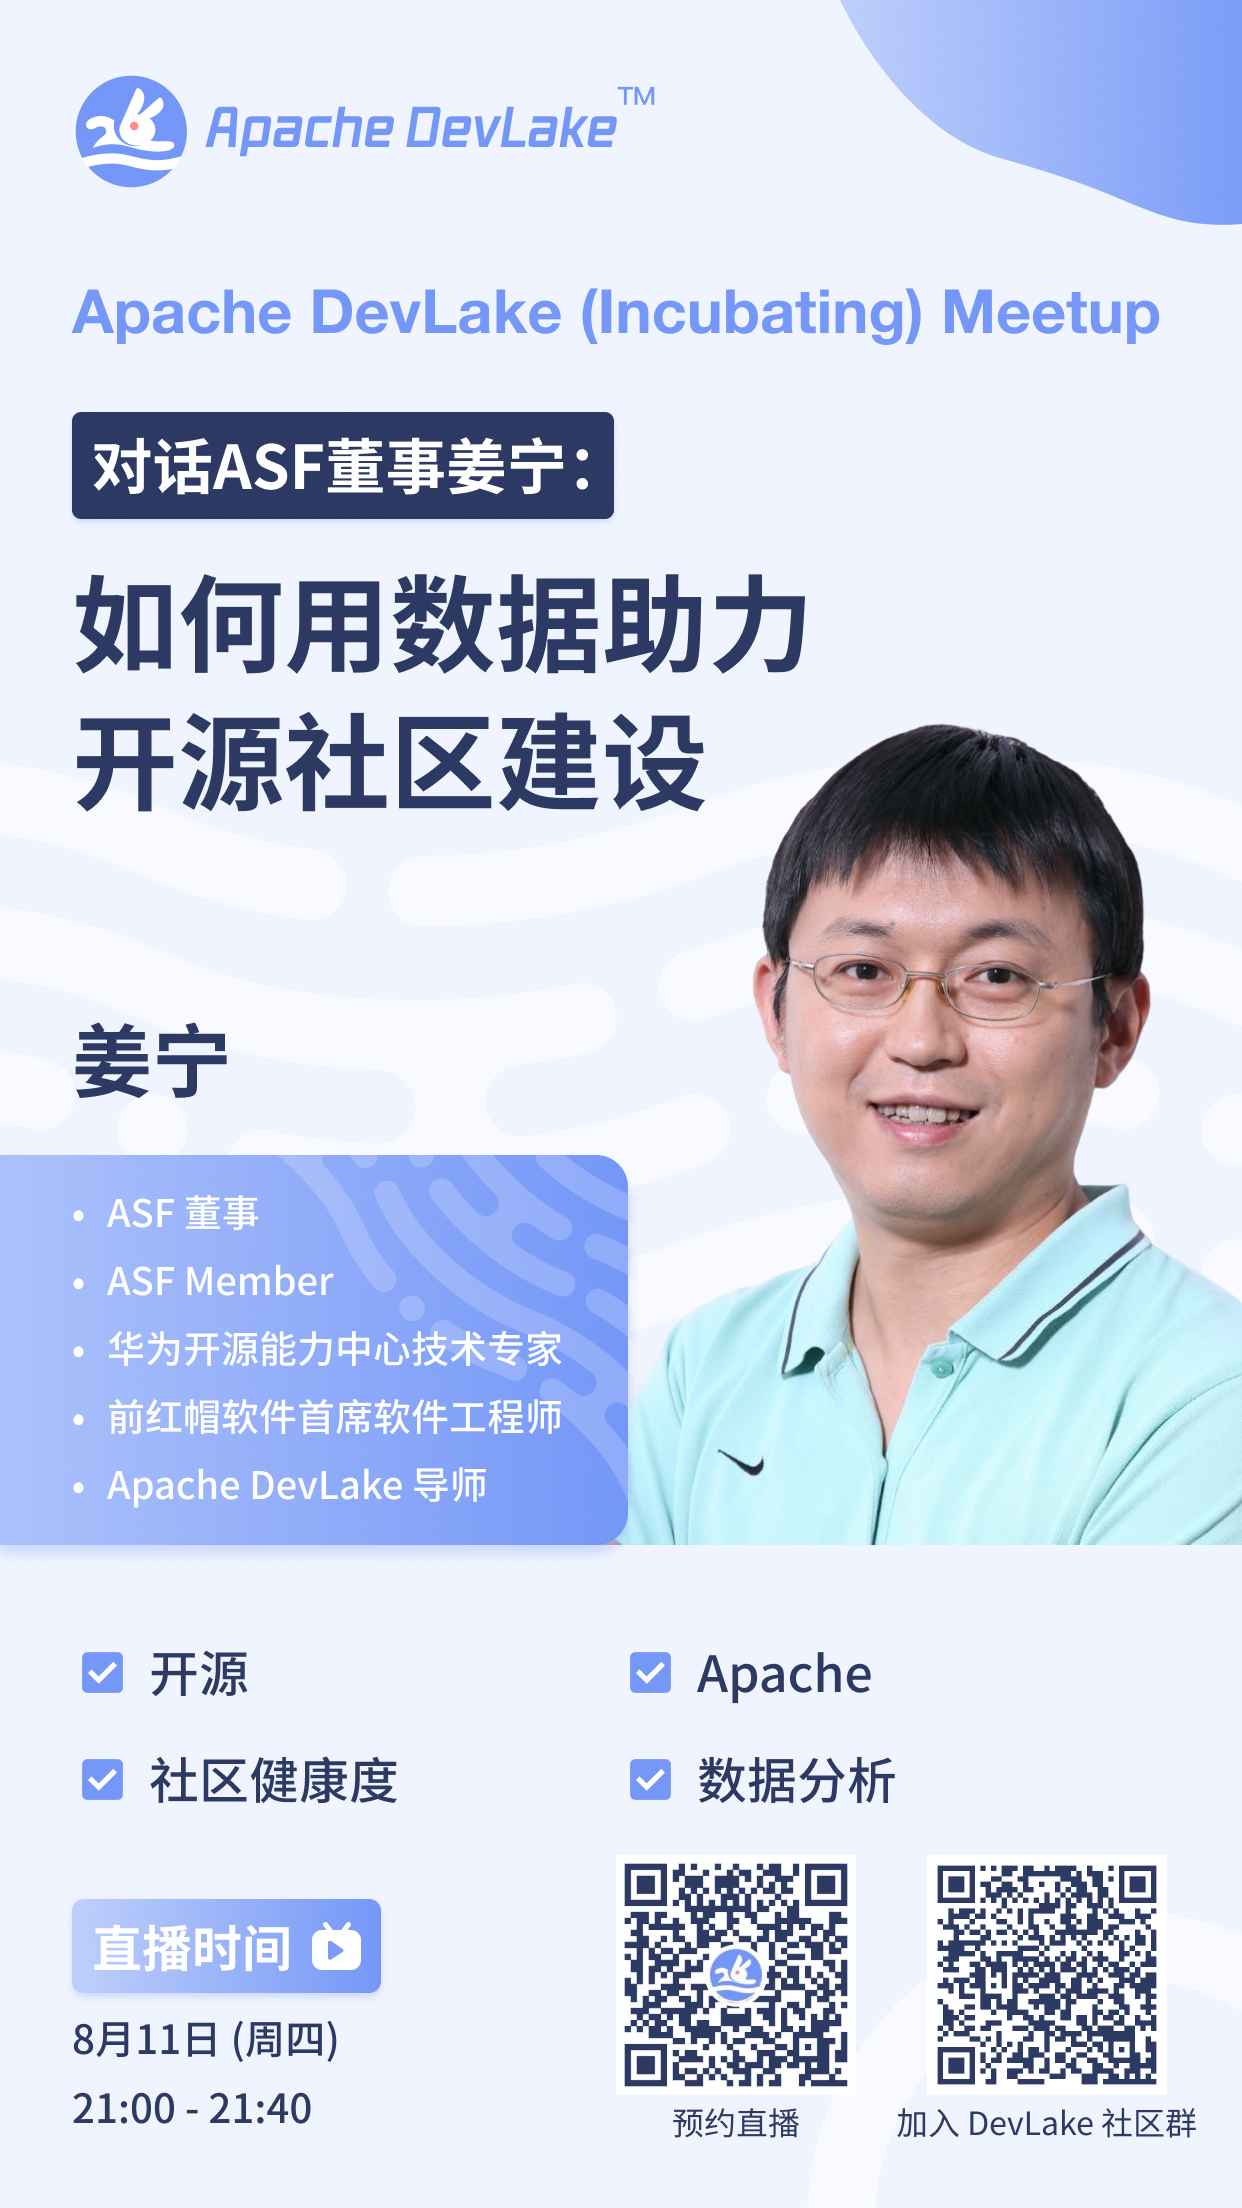 Apache DevLake™
Apache DevLake (Incubating) Meetup
对话ASF董事姜宁：
如何用数据助力
开源社区建设
姜宁
• ASF 董事
• ASF Member
• 华为开源能力中心技术专家
• 前红帽软件首席软件工程师
• Apache DevLake 导师
开源
Apache
社区健康度
数据分析
直播时间
8月11日 (周四)
21:00 - 21:40
预约直播
加入 DevLake 社区群